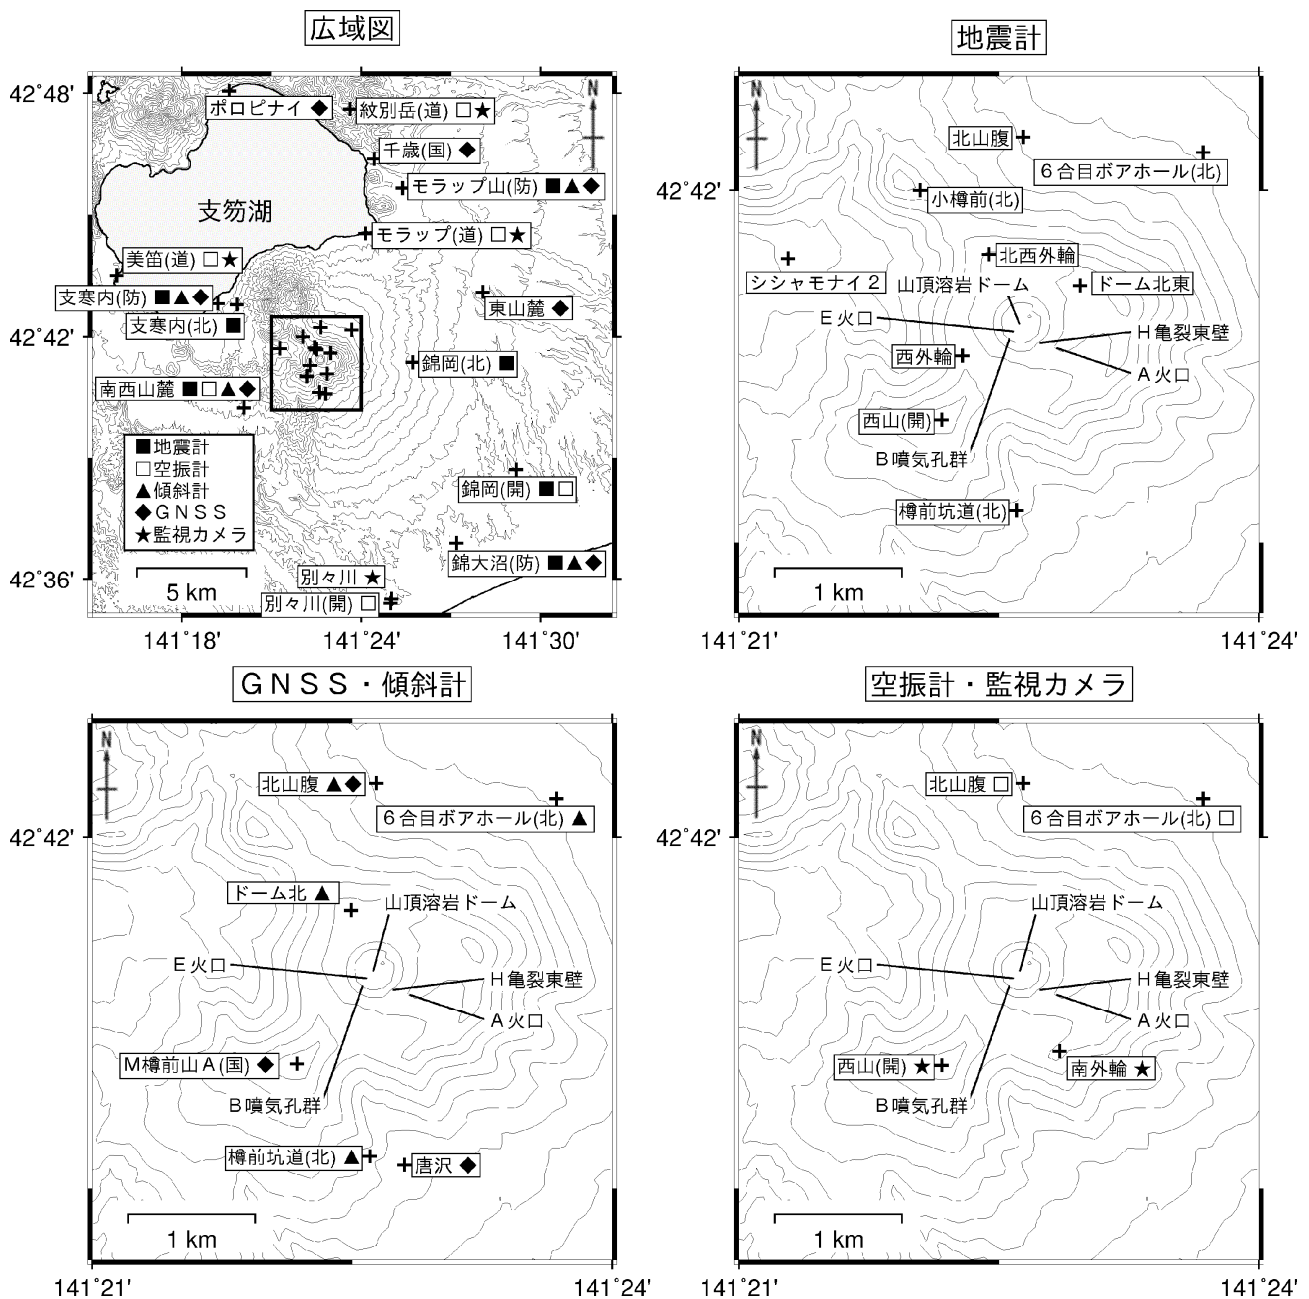 広域図
N
42°48'
42°42'
42°36'
141°18'
141°24'
141°30'
ポロピナイ ◆
紋別岳(道) □★
千歳(国) ◆
モラップ山(防) ■▲◆
支笏湖
モラップ(道) □★
美笛(道) □★
支寒内(防) ■▲◆
支寒内(北) ■
東山麓 ◆
錦岡(北) ■
南西山麓 ■□▲◆
■地震計
□空振計
▲傾斜計
◆GNSS
★監視カメラ
錦岡(開) ■□
錦大沼(防) ■▲◆
別々川 ★
別々川(開) □
5 km
地震計
N
42°42'
141°21'
141°24'
北山腹
6合目ボアホール(北)
小樽前(北)
北西外輪
シシャモナイ2
山頂溶岩ドーム
ドーム北東
E火口
H亀裂東壁
西外輪
A火口
西山(開)
B噴気孔群
樽前坑道(北)
1 km
GNSS・傾斜計
N
42°42'
141°21'
141°24'
北山腹 ▲◆
6合目ボアホール(北) ▲
ドーム北 ▲
山頂溶岩ドーム
E火口
H亀裂東壁
A火口
M樽前山A(国) ◆
B噴気孔群
樽前坑道(北) ▲
唐沢 ◆
1 km
空振計・監視カメラ
N
42°42'
141°21'
141°24'
北山腹 □
6合目ボアホール(北) □
山頂溶岩ドーム
E火口
H亀裂東壁
A火口
西山(開) ★
南外輪 ★
B噴気孔群
1 km